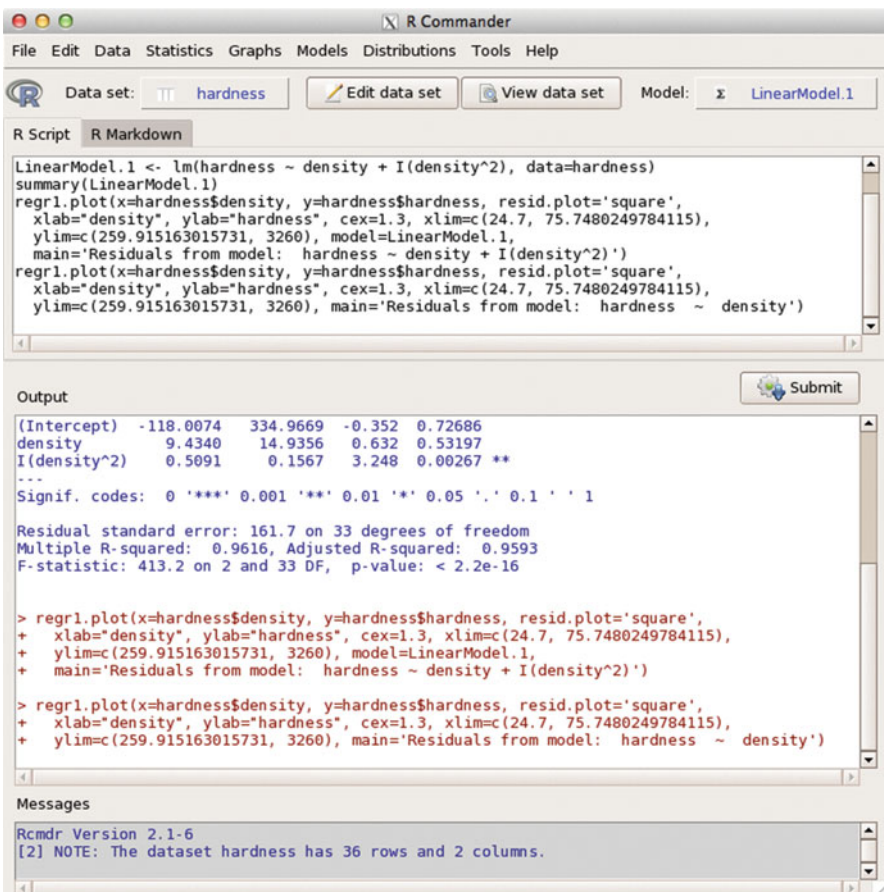 R Commander
File Edit Data Statistics Graphs Models Distributions Tools Help
R Data set: hardness Edit data set View data set Model: Σ LinearModel.1
R Script R Markdown
LinearModel.1 <- lm(hardness ~ density + I(density^2), data=hardness)
summary(LinearModel.1)
regr1.plot(x=hardness$density, y=hardness$hardness, resid.plot='square',
  xlab="density", ylab="hardness", cex=1.3, xlim=c(24.7, 75.7480249784115),
  ylim=c(259.915163015731, 3260), model=LinearModel.1,
  main='Residuals from model:  hardness ~ density + I(density^2)')
regr1.plot(x=hardness$density, y=hardness$hardness, resid.plot='square',
  xlab="density", ylab="hardness", cex=1.3, xlim=c(24.7, 75.7480249784115),
  ylim=c(259.915163015731, 3260), main='Residuals from model:  hardness  ~  density')
Output
Submit
(Intercept) -118.0074   334.9669  -0.352  0.72686
density        9.4340    14.9356   0.632  0.53197
I(density^2)   0.5091     0.1567   3.248  0.00267 **
---
Signif. codes:  0 '***' 0.001 '**' 0.01 '*' 0.05 '.' 0.1 ' ' 1
Residual standard error: 161.7 on 33 degrees of freedom
Multiple R-squared:  0.9616, Adjusted R-squared:  0.9593
F-statistic: 413.2 on 2 and 33 DF,  p-value: < 2.2e-16
> regr1.plot(x=hardness$density, y=hardness$hardness, resid.plot='square',
+   xlab="density", ylab="hardness", cex=1.3, xlim=c(24.7, 75.7480249784115),
+   ylim=c(259.915163015731, 3260), model=LinearModel.1,
+   main='Residuals from model:  hardness ~ density + I(density^2)')
> regr1.plot(x=hardness$density, y=hardness$hardness, resid.plot='square',
+   xlab="density", ylab="hardness", cex=1.3, xlim=c(24.7, 75.7480249784115),
+   ylim=c(259.915163015731, 3260), main='Residuals from model:  hardness  ~  density')
Messages
Rcmdr Version 2.1-6
[2] NOTE: The dataset hardness has 36 rows and 2 columns.